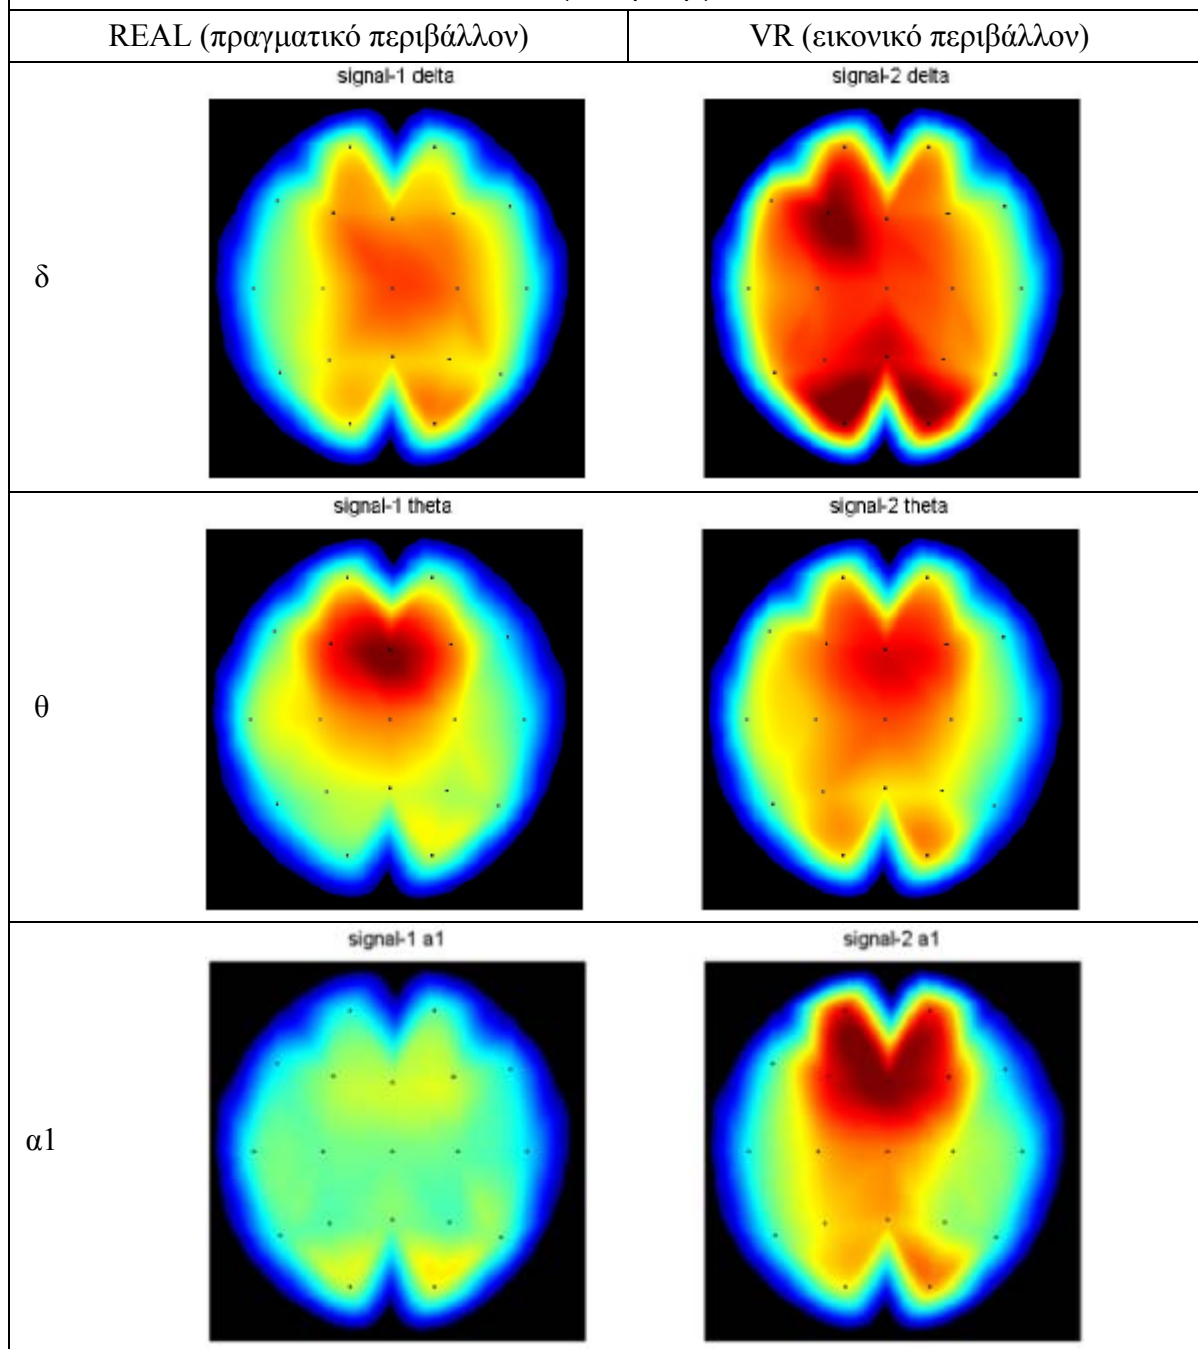 REAL (πραγματικό περιβάλλον) VR (εικονικό περιβάλλον)
signal-1 delta signal-2 delta
δ
signal-1 theta signal-2 theta
θ
signal-1 a1 signal-2 a1
α1